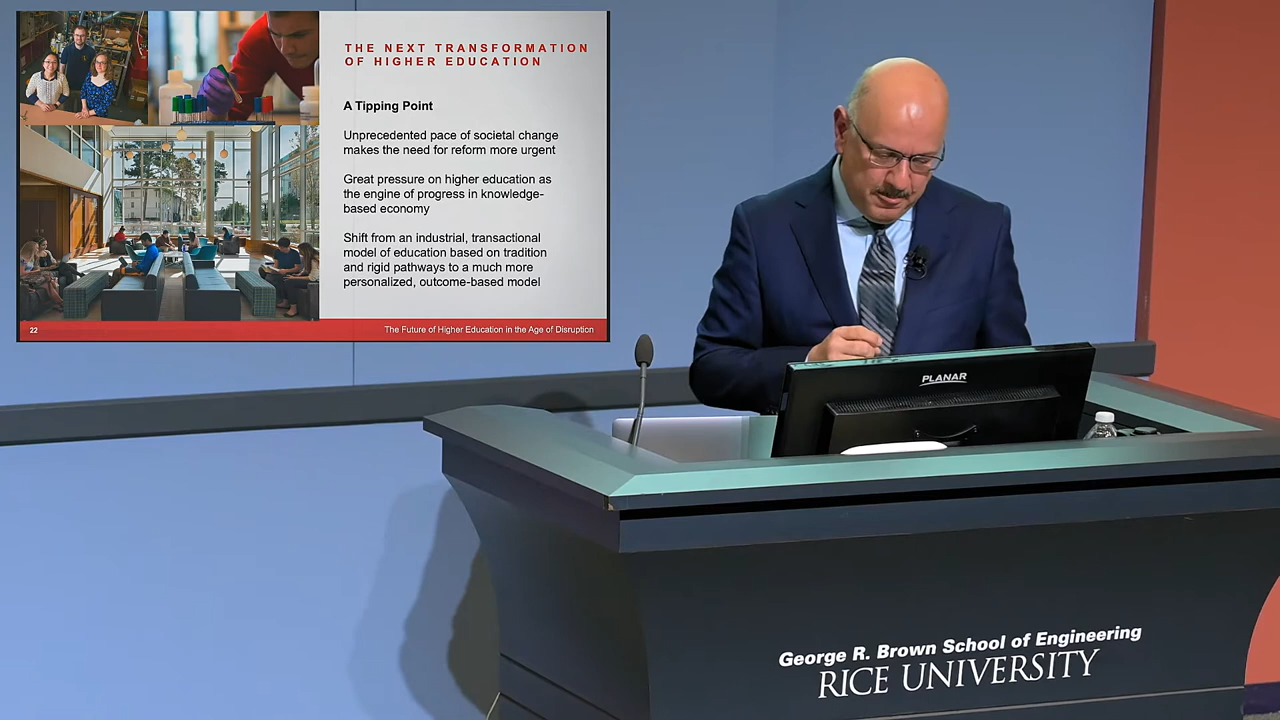 THE NEXT TRANSFORMATION
OF HIGHER EDUCATION
A Tipping Point
Unprecedented pace of societal change
makes the need for reform more urgent
Great pressure on higher education as
the engine of progress in knowledge-
based economy
Shift from an industrial, transactional
model of education based on tradition
and rigid pathways to a much more
personalized, outcome-based model
22
The Future of Higher Education in the Age of Disruption
PLANAR
George R. Brown School of Engineering
RICE UNIVERSITY